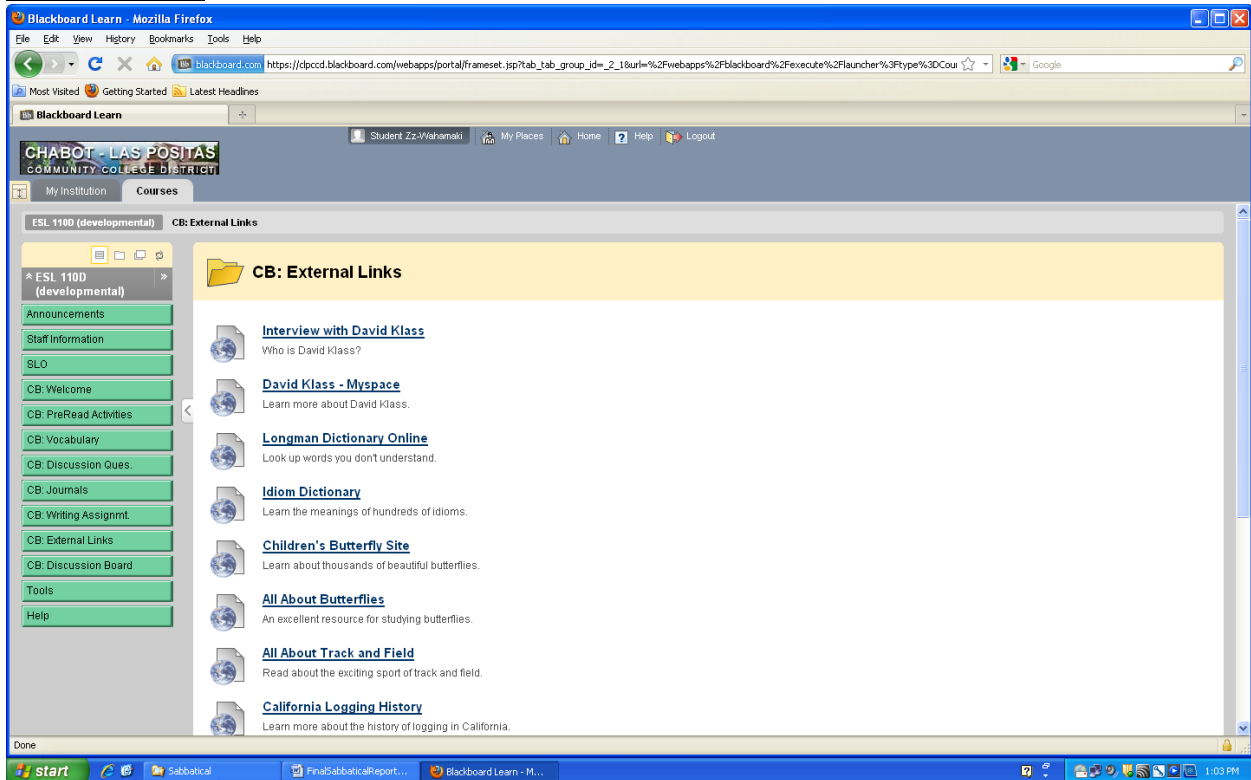 Blackboard Learn - Mozilla Firefox
File Edit View History Bookmarks Tools Help
blackboard.com https://clpccd.blackboard.com/webapps/portal/frameset.jsp?tab_tab_group_id=_2_1&url=%2Fwebapps%2Fblackboard%2Fexecute%2Flauncher%3Ftype%3DCour Google
Most Visited Getting Started Latest Headlines
Blackboard Learn
Student Zz-Wahamaki My Places Home Help Logout
CHABOT - LAS POSITAS
COMMUNITY COLLEGE DISTRICT
My Institution Courses
ESL 110D (developmental) CB: External Links
ESL 110D
(developmental)
Announcements
Staff Information
SLO
CB: Welcome
CB: PreRead Activities
CB: Vocabulary
CB: Discussion Ques.
CB: Journals
CB: Writing Assignmt.
CB: External Links
CB: Discussion Board
Tools
Help
CB: External Links
Interview with David Klass
Who is David Klass?
David Klass - Myspace
Learn more about David Klass.
Longman Dictionary Online
Look up words you don't understand.
Idiom Dictionary
Learn the meanings of hundreds of idioms.
Children's Butterfly Site
Learn about thousands of beautiful butterflies.
All About Butterflies
An excellent resource for studying butterflies.
All About Track and Field
Read about the exciting sport of track and field.
California Logging History
Learn more about the history of logging in California.
Done
start Sabbatical FinalSabbaticalReport... Blackboard Learn - M... 1:03 PM